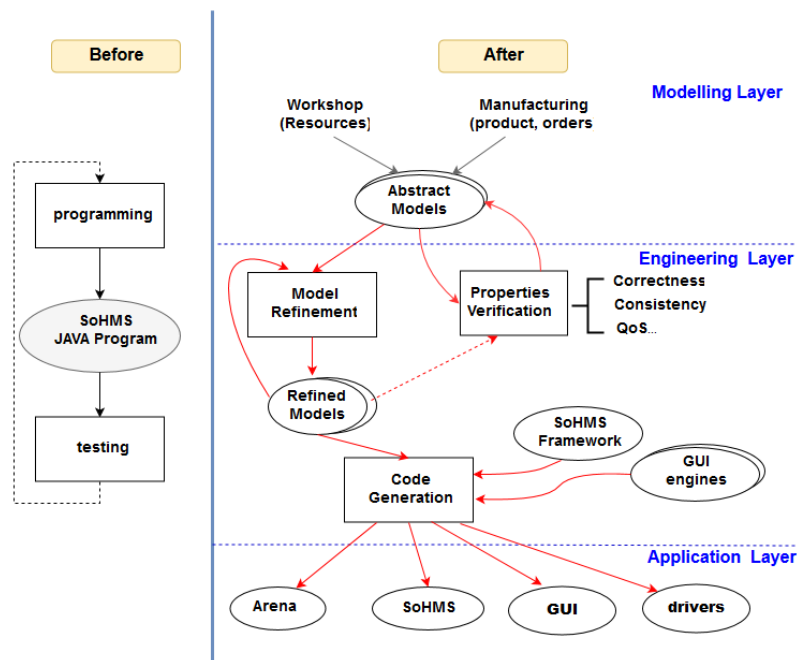 Before
programming
SoHMS
JAVA Program
testing
After
Modelling Layer
Workshop
(Resources)
Manufacturing
(product, orders
Abstract
Models
Engineering Layer
Model
Refinement
Properties
Verification
Correctness
Consistency
QoS...
Refined
Models
SoHMS
Framework
GUI
engines
Code
Generation
Application Layer
Arena
SoHMS
GUI
drivers